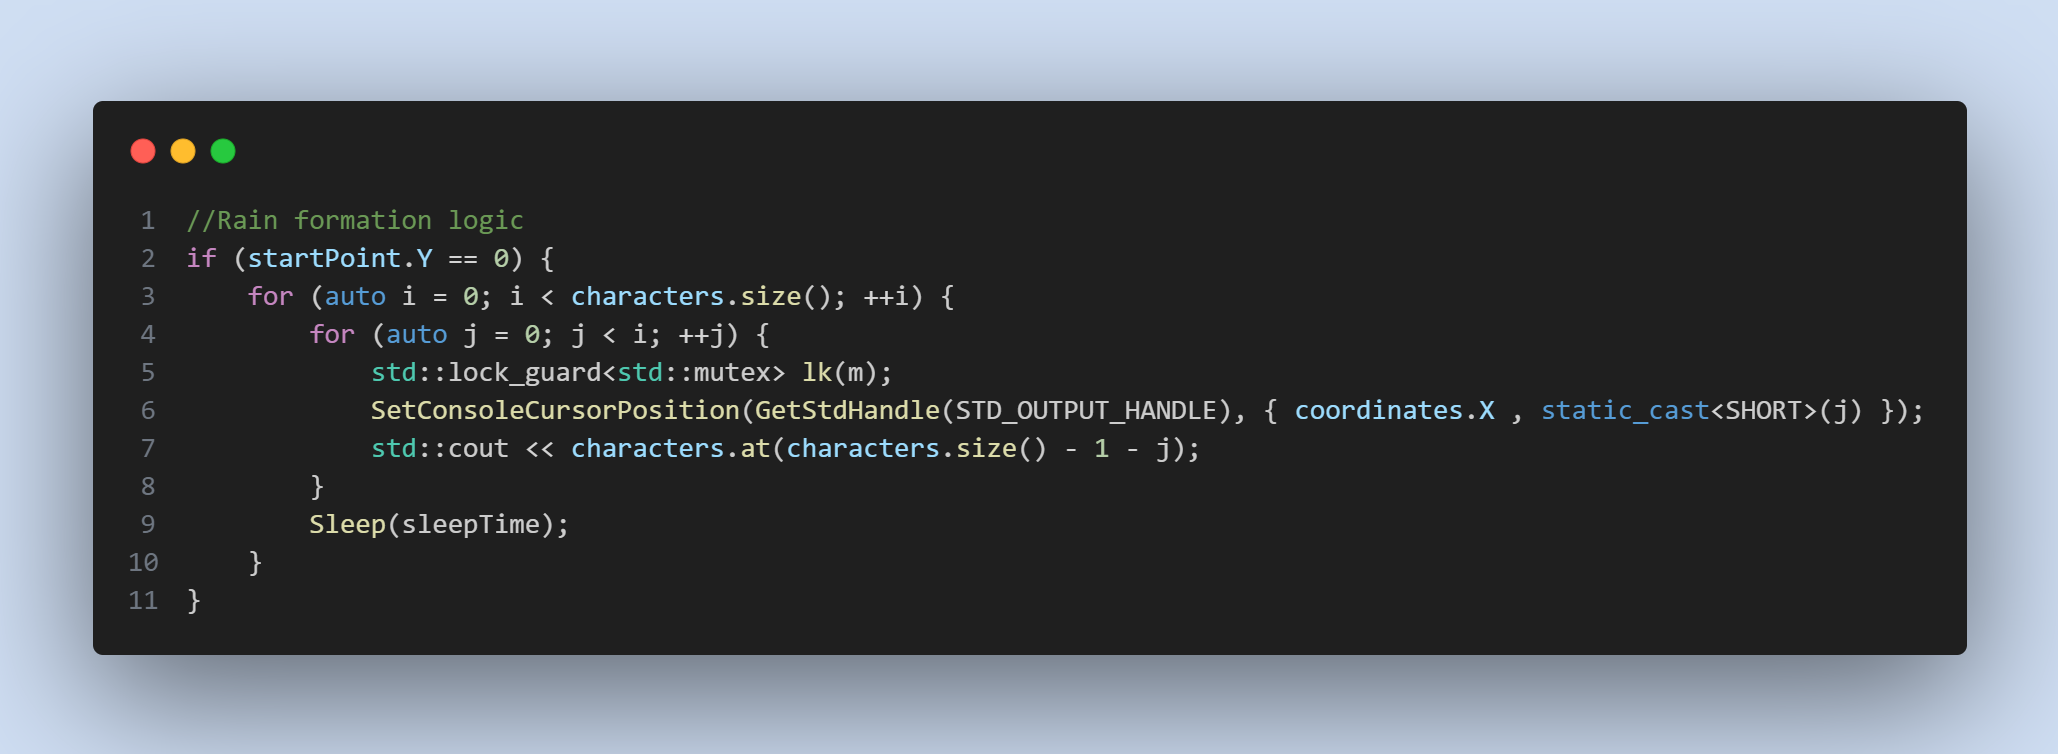 1 //Rain formation logic
2 if (startPoint.Y == 0) {
3     for (auto i = 0; i < characters.size(); ++i) {
4         for (auto j = 0; j < i; ++j) {
5             std::lock_guard<std::mutex> lk(m);
6             SetConsoleCursorPosition(GetStdHandle(STD_OUTPUT_HANDLE), { coordinates.X , static_cast<SHORT>(j) });
7             std::cout << characters.at(characters.size() - 1 - j);
8         }
9         Sleep(sleepTime);
10     }
11 }